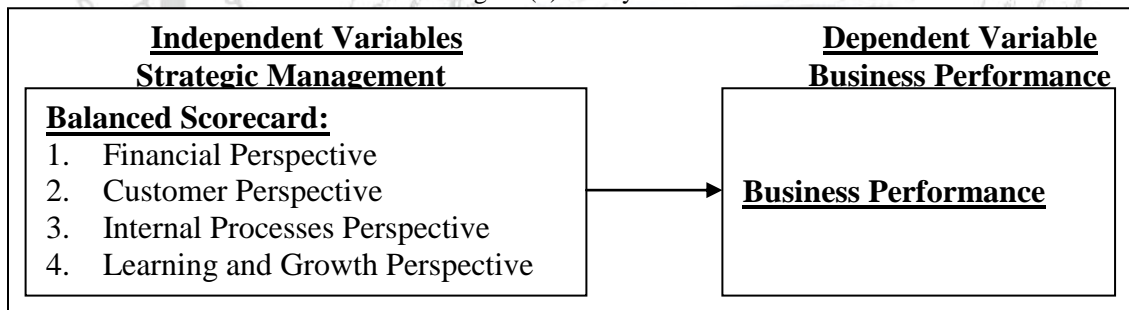 Independent Variables
Strategic Management
Balanced Scorecard:
1. Financial Perspective
2. Customer Perspective
3. Internal Processes Perspective
4. Learning and Growth Perspective
Dependent Variable
Business Performance
Business Performance